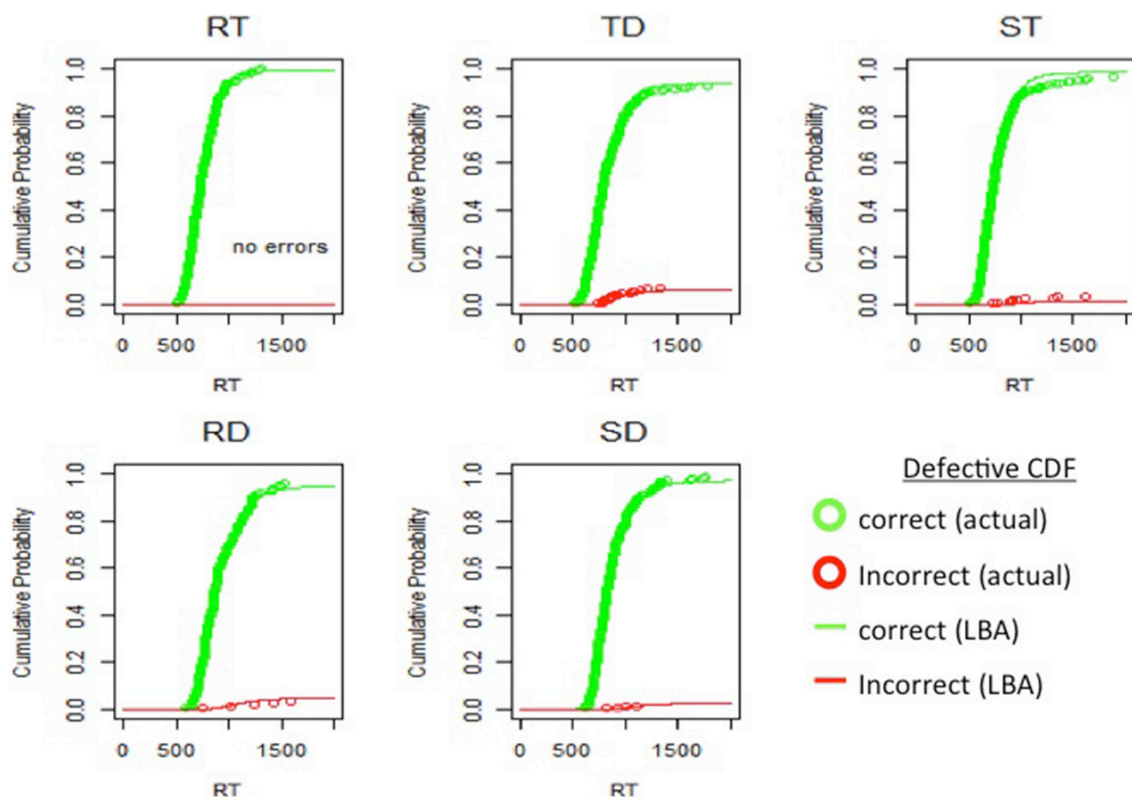 RT
Cumulative Probability
1.0
0.8
0.6
0.4
0.2
0.0
no errors
0 500 1500
RT
TD
Cumulative Probability
1.0
0.8
0.6
0.4
0.2
0.0
0 500 1500
RT
ST
Cumulative Probability
1.0
0.8
0.6
0.4
0.2
0.0
0 500 1500
RT
RD
Cumulative Probability
1.0
0.8
0.6
0.4
0.2
0.0
0 500 1500
RT
SD
Cumulative Probability
1.0
0.8
0.6
0.4
0.2
0.0
0 500 1500
RT
Defective CDF
correct (actual)
Incorrect (actual)
correct (LBA)
Incorrect (LBA)